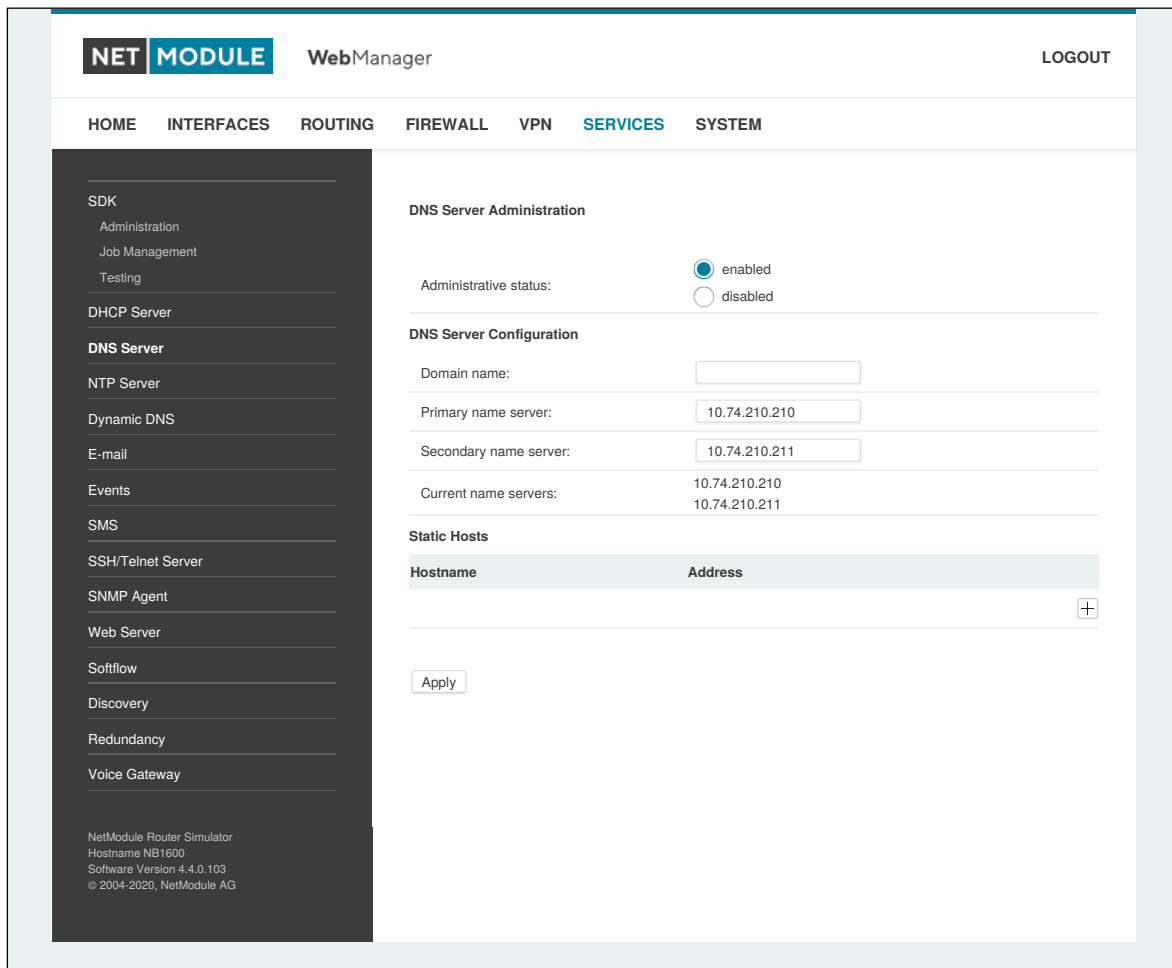 NET MODULE WebManager LOGOUT
HOME INTERFACES ROUTING FIREWALL VPN SERVICES SYSTEM
SDK
Administration
Job Management
Testing
DHCP Server
DNS Server
NTP Server
Dynamic DNS
E-mail
Events
SMS
SSH/Telnet Server
SNMP Agent
Web Server
Softflow
Discovery
Redundancy
Voice Gateway
NetModule Router Simulator
Hostname NB1600
Software Version 4.4.0.103
© 2004-2020, NetModule AG
DNS Server Administration
Administrative status:
enabled
disabled
DNS Server Configuration
Domain name:
Primary name server: 10.74.210.210
Secondary name server: 10.74.210.211
Current name servers:
10.74.210.210
10.74.210.211
Static Hosts
Hostname Address
Apply